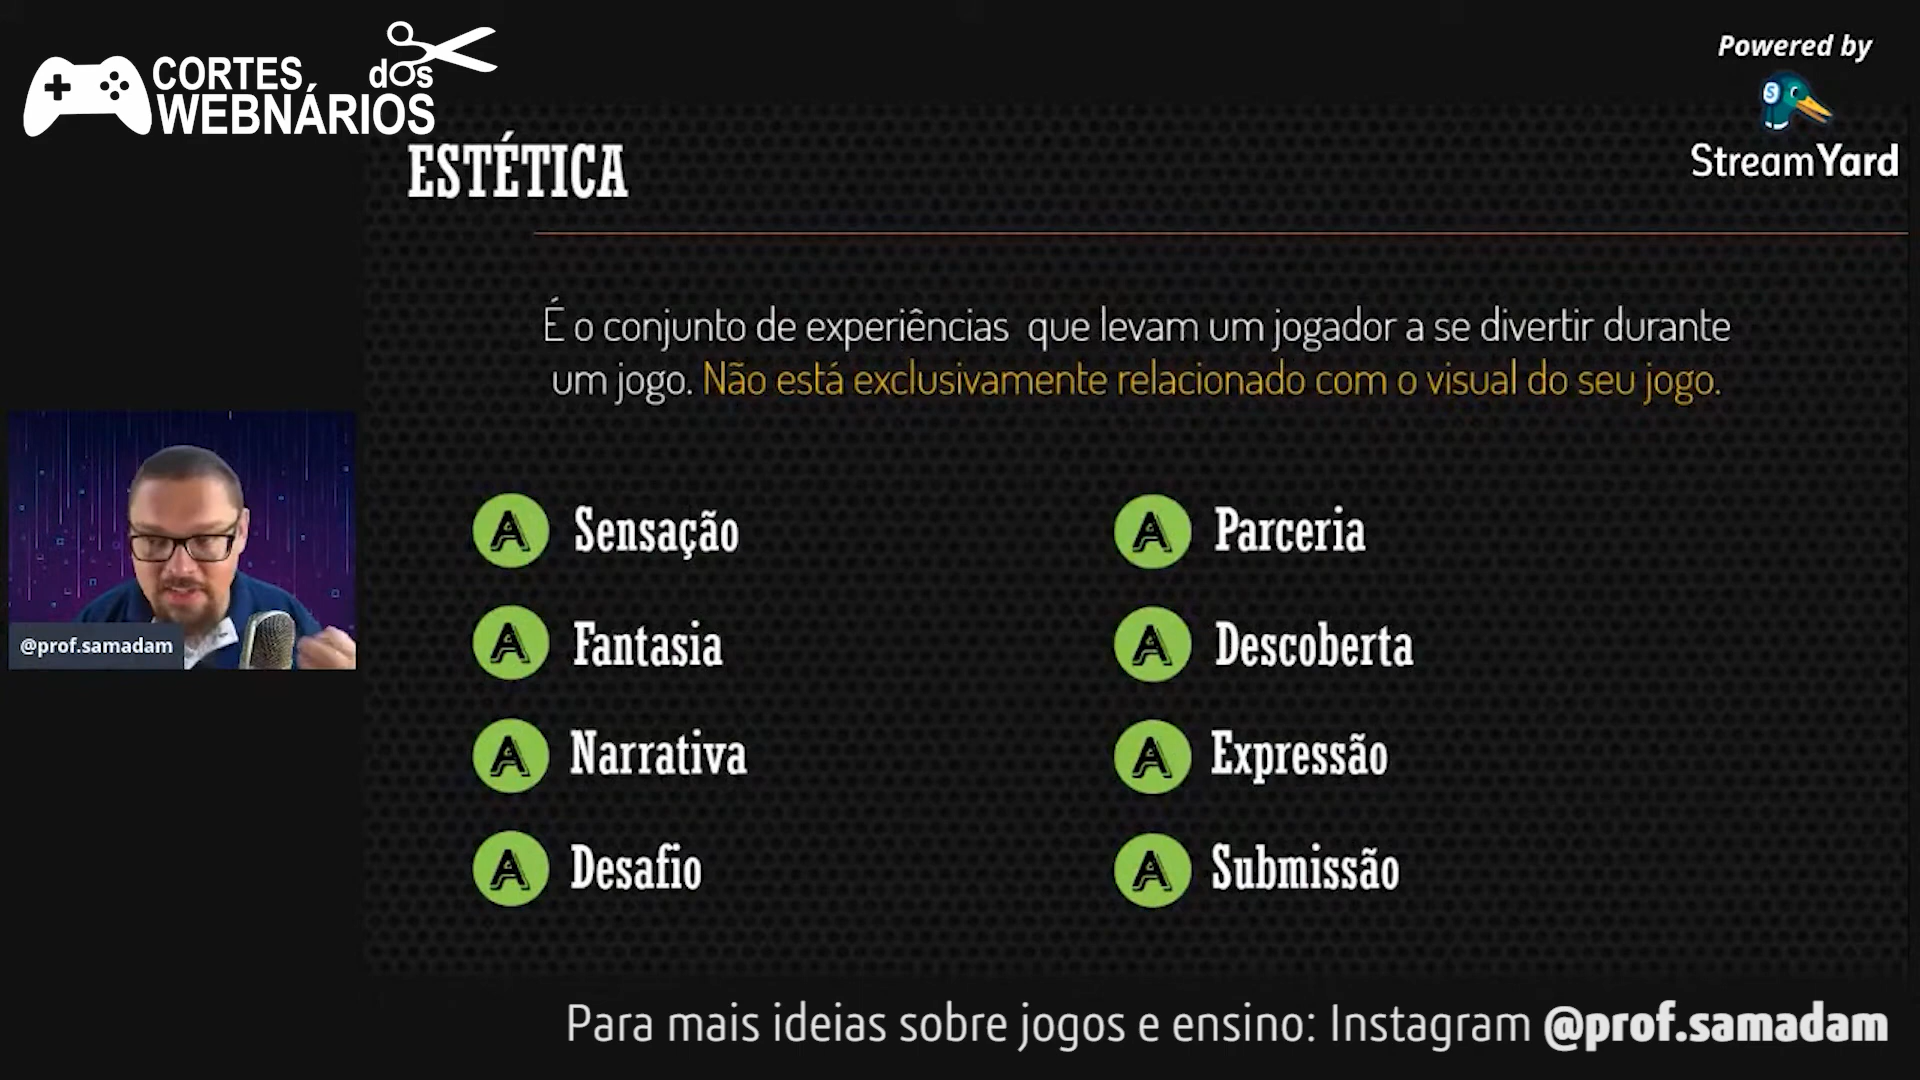 CORTES dos
WEBNÁRIOS
Powered by
S
StreamYard
ESTÉTICA
É o conjunto de experiências que levam um jogador a se divertir durante
um jogo. Não está exclusivamente relacionado com o visual do seu jogo.
A Sensação
A Fantasia
A Narrativa
A Desafio
A Parceria
A Descoberta
A Expressão
A Submissão
@prof.samadam
Para mais ideias sobre jogos e ensino: Instagram @prof.samadam